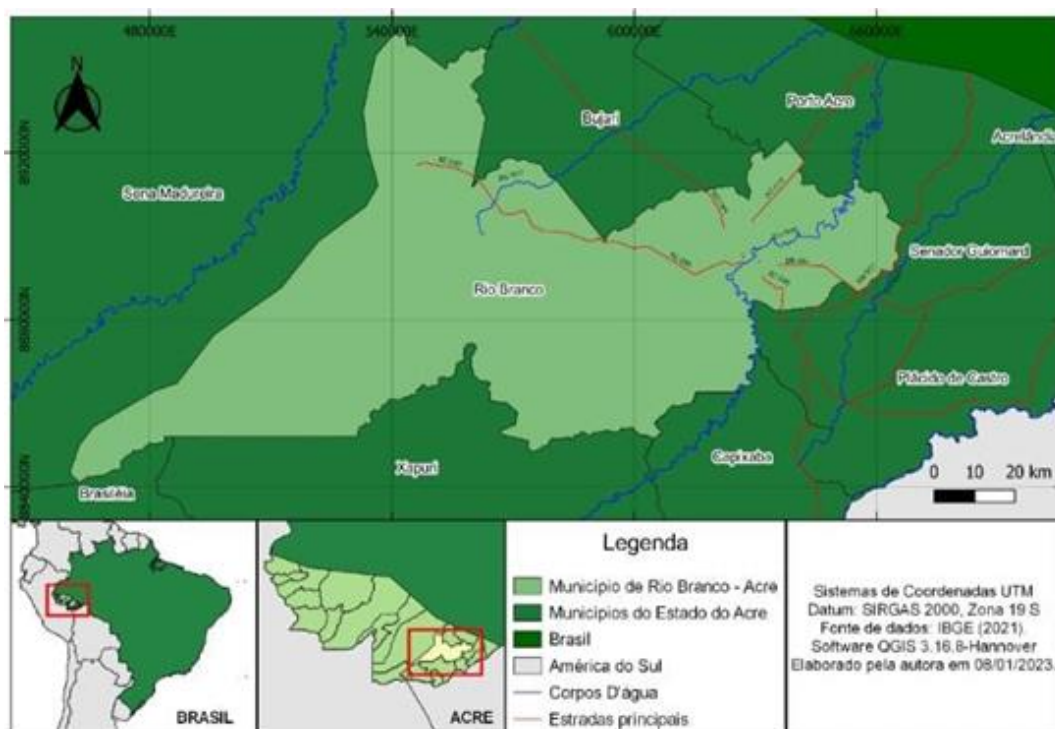 480000E
540000E
600000E
660000E
N
Porto Acre
Bujari
Acrelândia
8920000N
Sena Madureira
Senador Guiomard
Rio Branco
8880000N
Plácido de Castro
Xapuri
Capixaba
0 10 20 km
Brasiléia
8840000N
Legenda
Município de Rio Branco - Acre
Municípios do Estado do Acre
Brasil
América do Sul
Corpos D'água
Estradas principais
Sistemas de Coordenadas UTM
Datum: SIRGAS 2000, Zona 19 S
Fonte de dados: IBGE (2021).
Software QGIS 3.16.8-Hannover
Elaborado pela autora em 08/01/2023.
BRASIL
ACRE